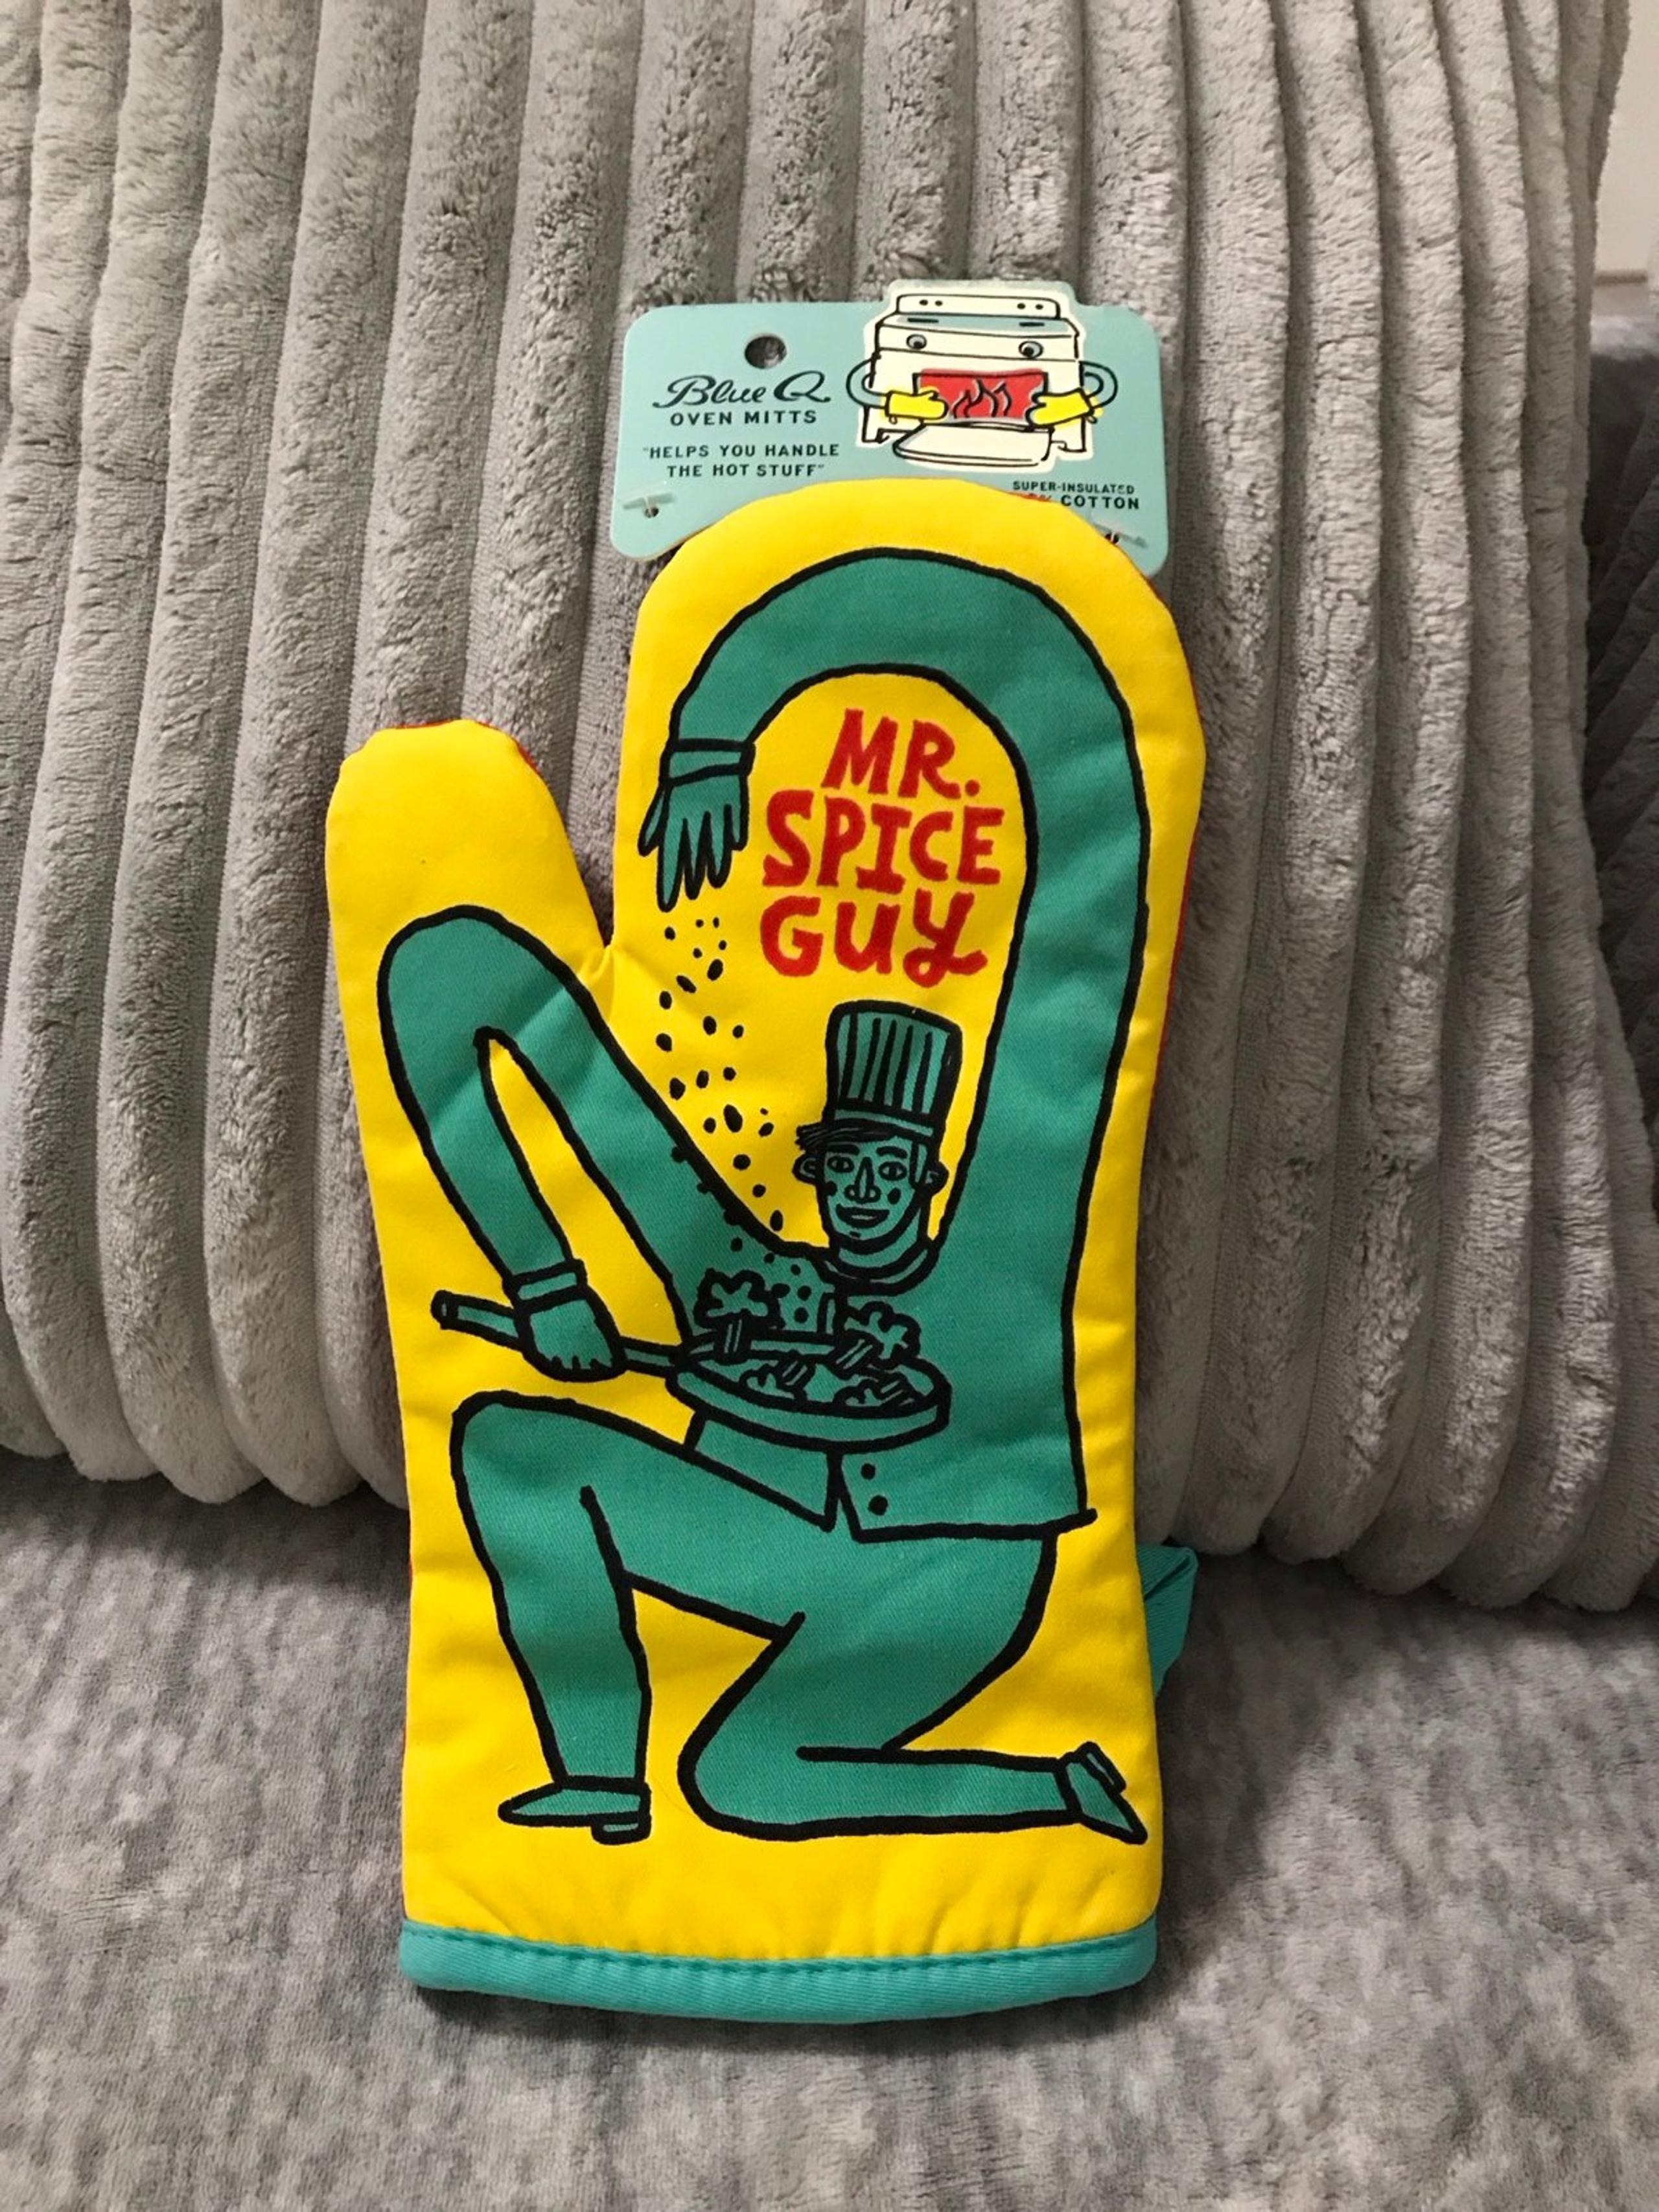 Blue Q
OVEN MITTS
"HELPS YOU HANDLE
THE HOT STUFF"
SUPER-INSULATED
COTTON
MR.
SPICE
GUY